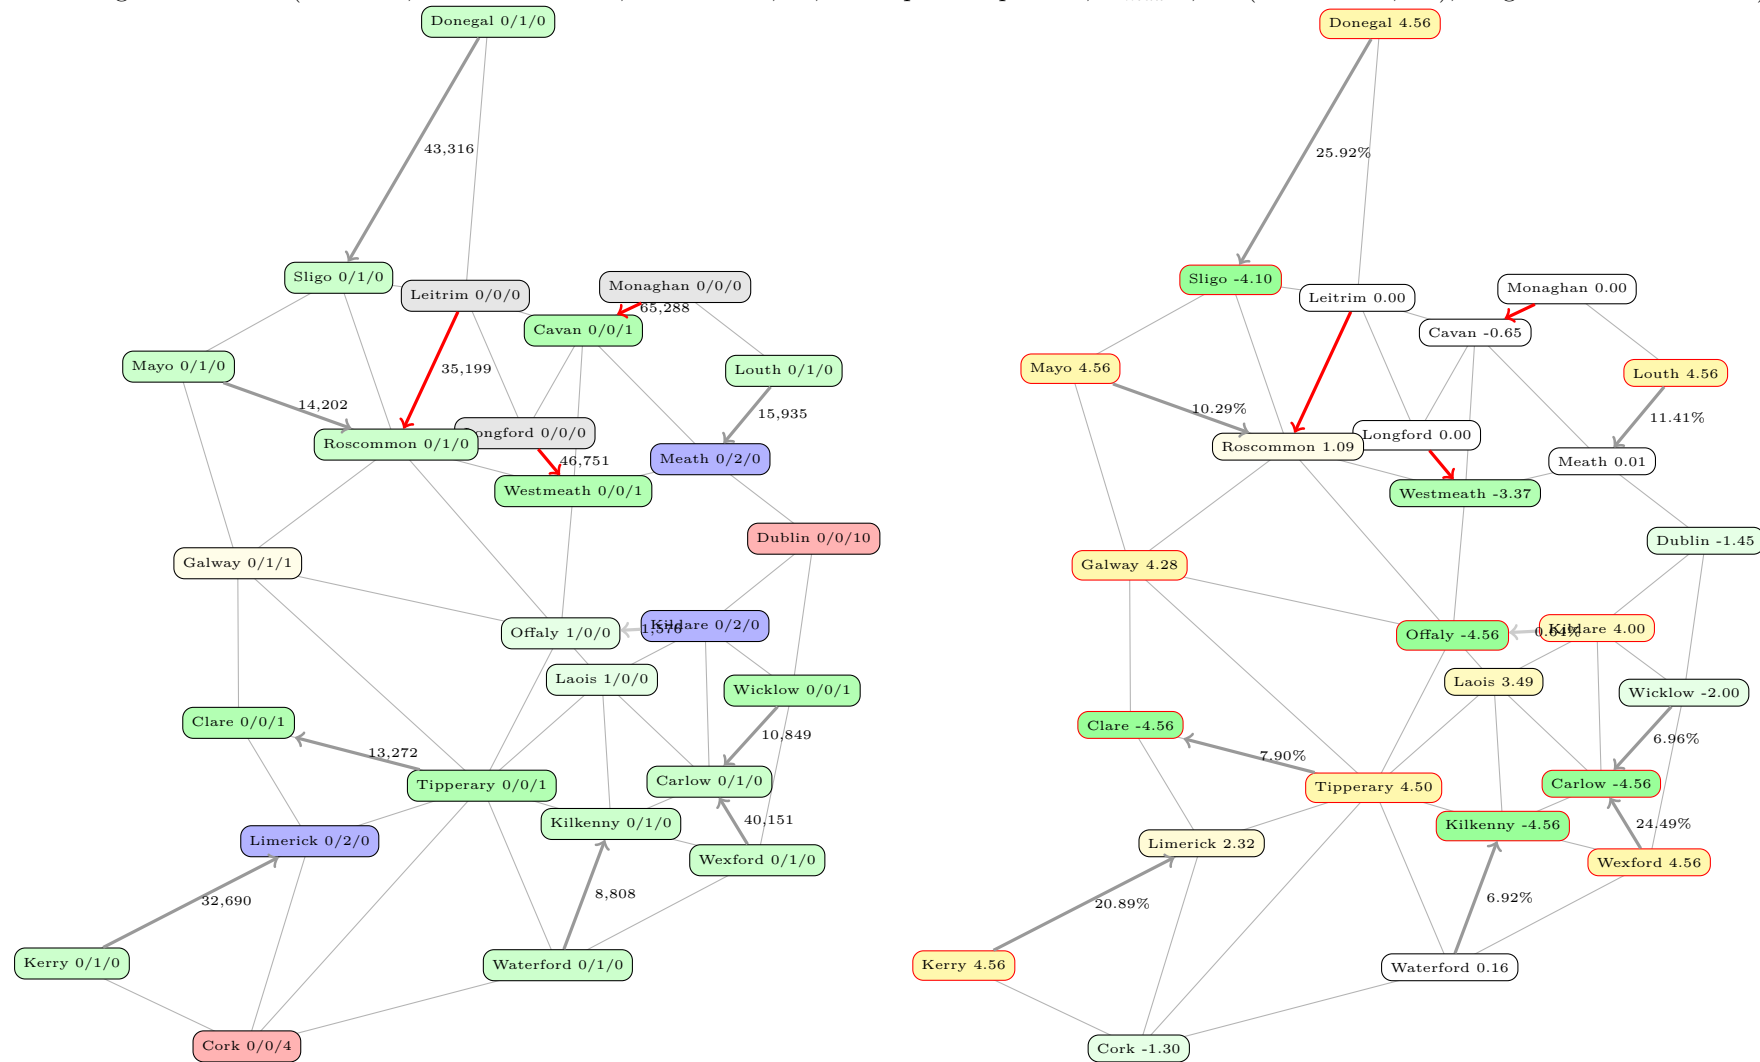 Donegal 0/1/0
43,316
Sligo 0/1/0
Leitrim 0/0/0
Monaghan 0/0/0
65,288
Cavan 0/0/1
Mayo 0/1/0
35,199
Louth 0/1/0
14,202
15,935
Roscommon 0/1/0
Longford 0/0/0
46,751
Meath 0/2/0
Westmeath 0/0/1
Dublin 0/0/10
Galway 0/1/1
Offaly 1/0/0
1,576
Kildare 0/2/0
Laois 1/0/0
Wicklow 0/0/1
Clare 0/0/1
13,272
10,849
Tipperary 0/0/1
Carlow 0/1/0
Kilkenny 0/1/0
40,151
Limerick 0/2/0
Wexford 0/1/0
32,690
8,808
Kerry 0/1/0
Waterford 0/1/0
Cork 0/0/4
Donegal 4.56
25.92%
Sligo -4.10
Leitrim 0.00
Monaghan 0.00
Cavan -0.65
Mayo 4.56
Louth 4.56
10.29%
11.41%
Roscommon 1.09
Longford 0.00
Meath 0.01
Westmeath -3.37
Dublin -1.45
Galway 4.28
Offaly -4.56
0.64%
Kildare 4.00
Laois 3.49
Wicklow -2.00
Clare -4.56
7.90%
6.96%
Tipperary 4.50
Carlow -4.56
Kilkenny -4.56
24.49%
Limerick 2.32
Wexford 4.56
20.89%
6.92%
Kerry 4.56
Waterford 0.16
Cork -1.30